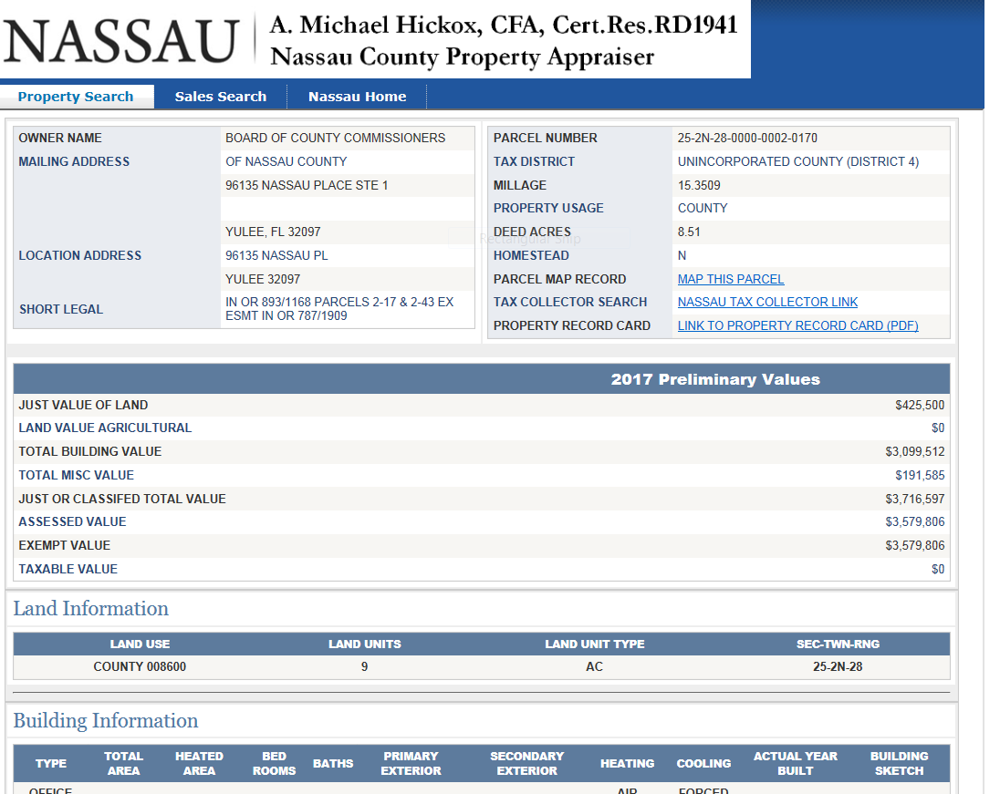 NASSAU
A. Michael Hickox, CFA, Cert.Res.RD1941
Nassau County Property Appraiser
Property Search Sales Search Nassau Home
OWNER NAME BOARD OF COUNTY COMMISSIONERS
MAILING ADDRESS OF NASSAU COUNTY
96135 NASSAU PLACE STE 1
YULEE, FL 32097
LOCATION ADDRESS 96135 NASSAU PL
YULEE 32097
SHORT LEGAL IN OR 893/1168 PARCELS 2-17 & 2-43 EX
ESMT IN OR 787/1909
PARCEL NUMBER 25-2N-28-0000-0002-0170
TAX DISTRICT UNINCORPORATED COUNTY (DISTRICT 4)
MILLAGE 15.3509
PROPERTY USAGE COUNTY
DEED ACRES 8.51
Rectangular Snip
HOMESTEAD N
PARCEL MAP RECORD MAP THIS PARCEL
TAX COLLECTOR SEARCH NASSAU TAX COLLECTOR LINK
PROPERTY RECORD CARD LINK TO PROPERTY RECORD CARD (PDF)
2017 Preliminary Values
JUST VALUE OF LAND $425,500
LAND VALUE AGRICULTURAL $0
TOTAL BUILDING VALUE $3,099,512
TOTAL MISC VALUE $191,585
JUST OR CLASSIFED TOTAL VALUE $3,716,597
ASSESSED VALUE $3,579,806
EXEMPT VALUE $3,579,806
TAXABLE VALUE $0
Land Information
LAND USE LAND UNITS LAND UNIT TYPE SEC-TWN-RNG
COUNTY 008600 9 AC 25-2N-28
Building Information
TYPE TOTAL AREA HEATED AREA BED ROOMS BATHS PRIMARY EXTERIOR SECONDARY EXTERIOR HEATING COOLING ACTUAL YEAR BUILT BUILDING SKETCH
OFFICE AIR FORCED